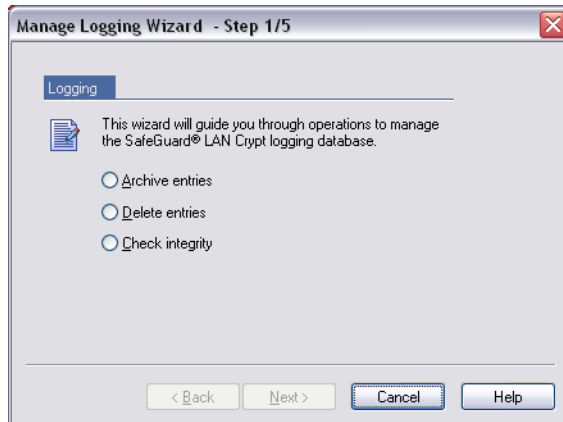 Manage Logging Wizard - Step 1/5
Logging
This wizard will guide you through operations to manage
the SafeGuard® LAN Crypt logging database.
Archive entries
Delete entries
Check integrity
< Back Next > Cancel Help